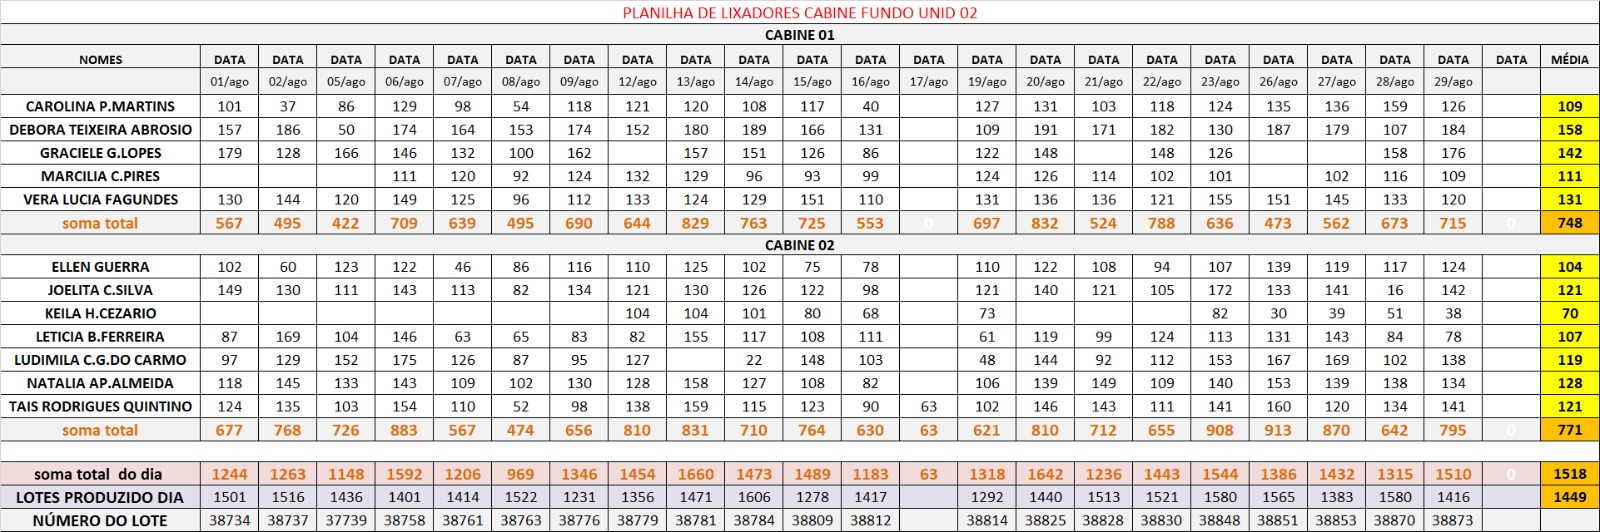 PLANILHA DE LIXADORES CABINE FUNDO UNID 02
CABINE 01
NOMES DATA DATA DATA DATA DATA DATA DATA DATA DATA DATA DATA DATA DATA DATA DATA DATA DATA DATA DATA DATA DATA DATA DATA MÉDIA
01/ago 02/ago 05/ago 06/ago 07/ago 08/ago 09/ago 12/ago 13/ago 14/ago 15/ago 16/ago 17/ago 19/ago 20/ago 21/ago 22/ago 23/ago 26/ago 27/ago 28/ago 29/ago
CAROLINA P.MARTINS 101 37 86 129 98 54 118 121 120 108 117 40 127 131 103 118 124 135 136 159 126 109
DEBORA TEIXEIRA ABROSIO 157 186 50 174 164 153 174 152 180 189 166 131 109 191 171 182 130 187 179 107 184 158
GRACIELE G.LOPES 179 128 166 146 132 100 162 157 151 126 86 122 148 148 126 158 176 142
MARCILIA C.PIRES 111 120 92 124 132 129 96 93 99 124 126 114 102 101 102 116 109 111
VERA LUCIA FAGUNDES 130 144 120 149 125 96 112 133 124 129 151 110 131 136 136 121 155 151 145 133 120 131
soma total 567 495 422 709 639 495 690 644 829 763 725 553 0 697 832 524 788 636 473 562 673 715 0 748
CABINE 02
ELLEN GUERRA 102 60 123 122 46 86 116 110 125 102 75 78 110 122 108 94 107 139 119 117 124 104
JOELITA C.SILVA 149 130 111 143 113 82 134 121 130 126 122 98 121 140 121 105 172 133 141 16 142 121
KEILA H.CEZARIO 104 104 101 80 68 73 82 30 39 51 38 70
LETICIA B.FERREIRA 87 169 104 146 63 65 83 82 155 117 108 111 61 119 99 124 113 131 143 84 78 107
LUDIMILA C.G.DO CARMO 97 129 152 175 126 87 95 127 22 148 103 48 144 92 112 153 167 169 102 138 119
NATALIA AP.ALMEIDA 118 145 133 143 109 102 130 128 158 127 108 82 106 139 149 109 140 153 139 138 134 128
TAIS RODRIGUES QUINTINO 124 135 103 154 110 52 98 138 159 115 123 90 63 102 146 143 111 141 160 120 134 141 121
soma total 677 768 726 883 567 474 656 810 831 710 764 630 63 621 810 712 655 908 913 870 642 795 0 771
soma total do dia 1244 1263 1148 1592 1206 969 1346 1454 1660 1473 1489 1183 63 1318 1642 1236 1443 1544 1386 1432 1315 1510 0 1518
LOTES PRODUZIDO DIA 1501 1516 1436 1401 1414 1522 1231 1356 1471 1606 1278 1417 1292 1440 1513 1521 1580 1565 1383 1580 1416 1449
NÚMERO DO LOTE 38734 38737 37739 38758 38761 38763 38776 38779 38781 38784 38809 38812 38814 38825 38828 38830 38848 38851 38853 38870 38873